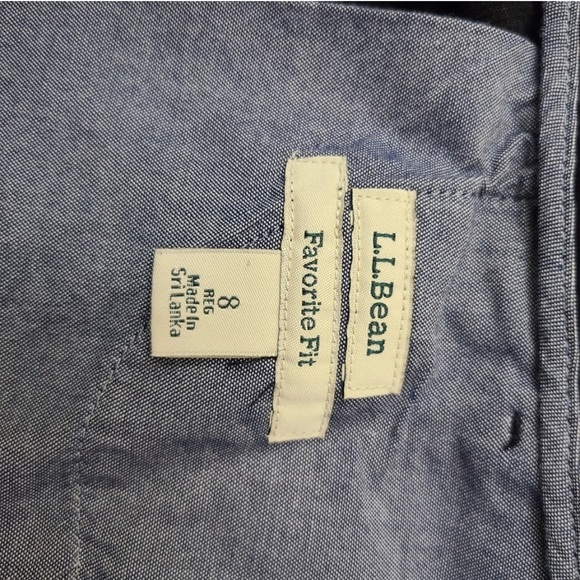 L.L.Bean
Favorite Fit
8
REG
Made In
Sri Lanka